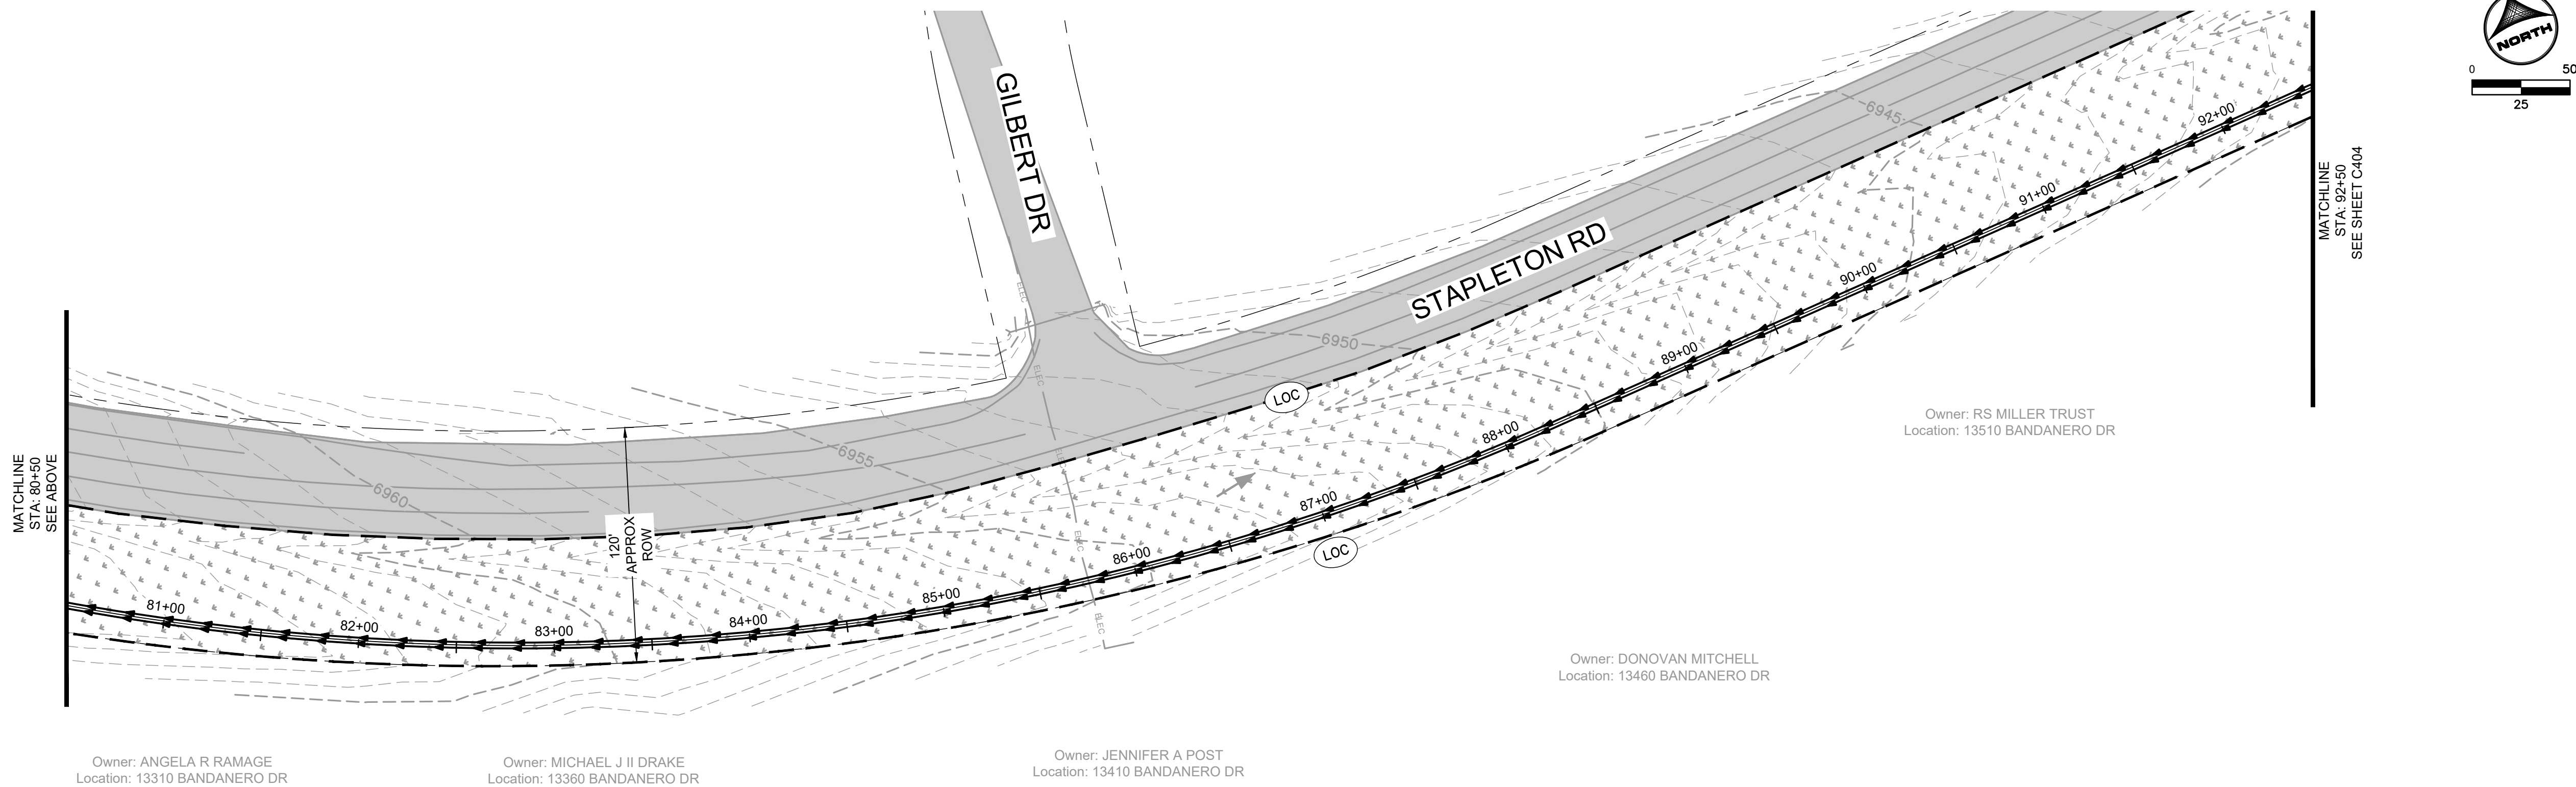 NORTH
0
50
25
GILBERT DR
STAPLETON RD
6945
6950
6955
6960
92+00
91+00
90+00
89+00
88+00
87+00
86+00
85+00
84+00
83+00
82+00
81+00
LOC
LOC
ELEC
ELEC
ELEC
ELEC
ELEC
120'
APPROX
ROW
MATCHLINE
STA: 80+50
SEE ABOVE
MATCHLINE
STA: 92+50
SEE SHEET C404
Owner: RS MILLER TRUST
Location: 13510 BANDANERO DR
Owner: DONOVAN MITCHELL
Location: 13460 BANDANERO DR
Owner: JENNIFER A POST
Location: 13410 BANDANERO DR
Owner: MICHAEL J II DRAKE
Location: 13360 BANDANERO DR
Owner: ANGELA R RAMAGE
Location: 13310 BANDANERO DR